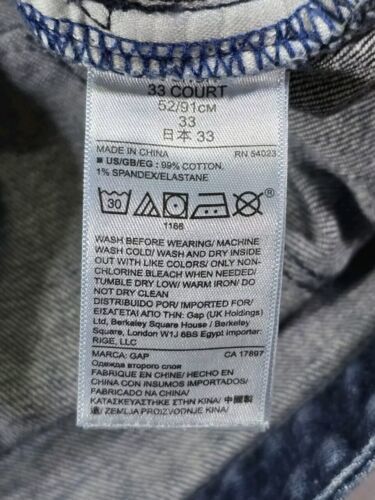 33 COURT
52/91CM
33
日本 33
MADE IN CHINA RN 54023
■ US/GB/EG: 99% COTTON.
1% SPANDEX/ELASTANE
30
®
1166
WASH BEFORE WEARING/ MACHINE
WASH COLD/ WASH AND DRY INSIDE
OUT WITH LIKE COLORS/ ONLY NON-
CHLORINE BLEACH WHEN NEEDED/
TUMBLE DRY LOW/ WARM IRON/ DO
NOT DRY CLEAN
DISTRIBUIDO POR/ IMPORTED FOR/
ΕΙΣΑΓΕΤΑΙ ΑΠΟ ΤΗΝ: Gap (UK Holdings)
Ltd, Berkeley Square House / Berkeley
Square, London W1J 6BS Egypt importar:
RIGE, LLC
MARCA: GAP CA 17897
Одежда второго слоя
FABRIQUE EN CHINE/ HECHO EN
CHINA CON INSUMOS IMPORTADOS/
FABRICADO NA CHINA/
ΚΑΤΑΣΚΕΥΑΣΤΗΚΕ ΣΤΗΝ ΚΙΝΑ/ 中國製
造/ ZEMLJA PROIZVODNJE KINA/